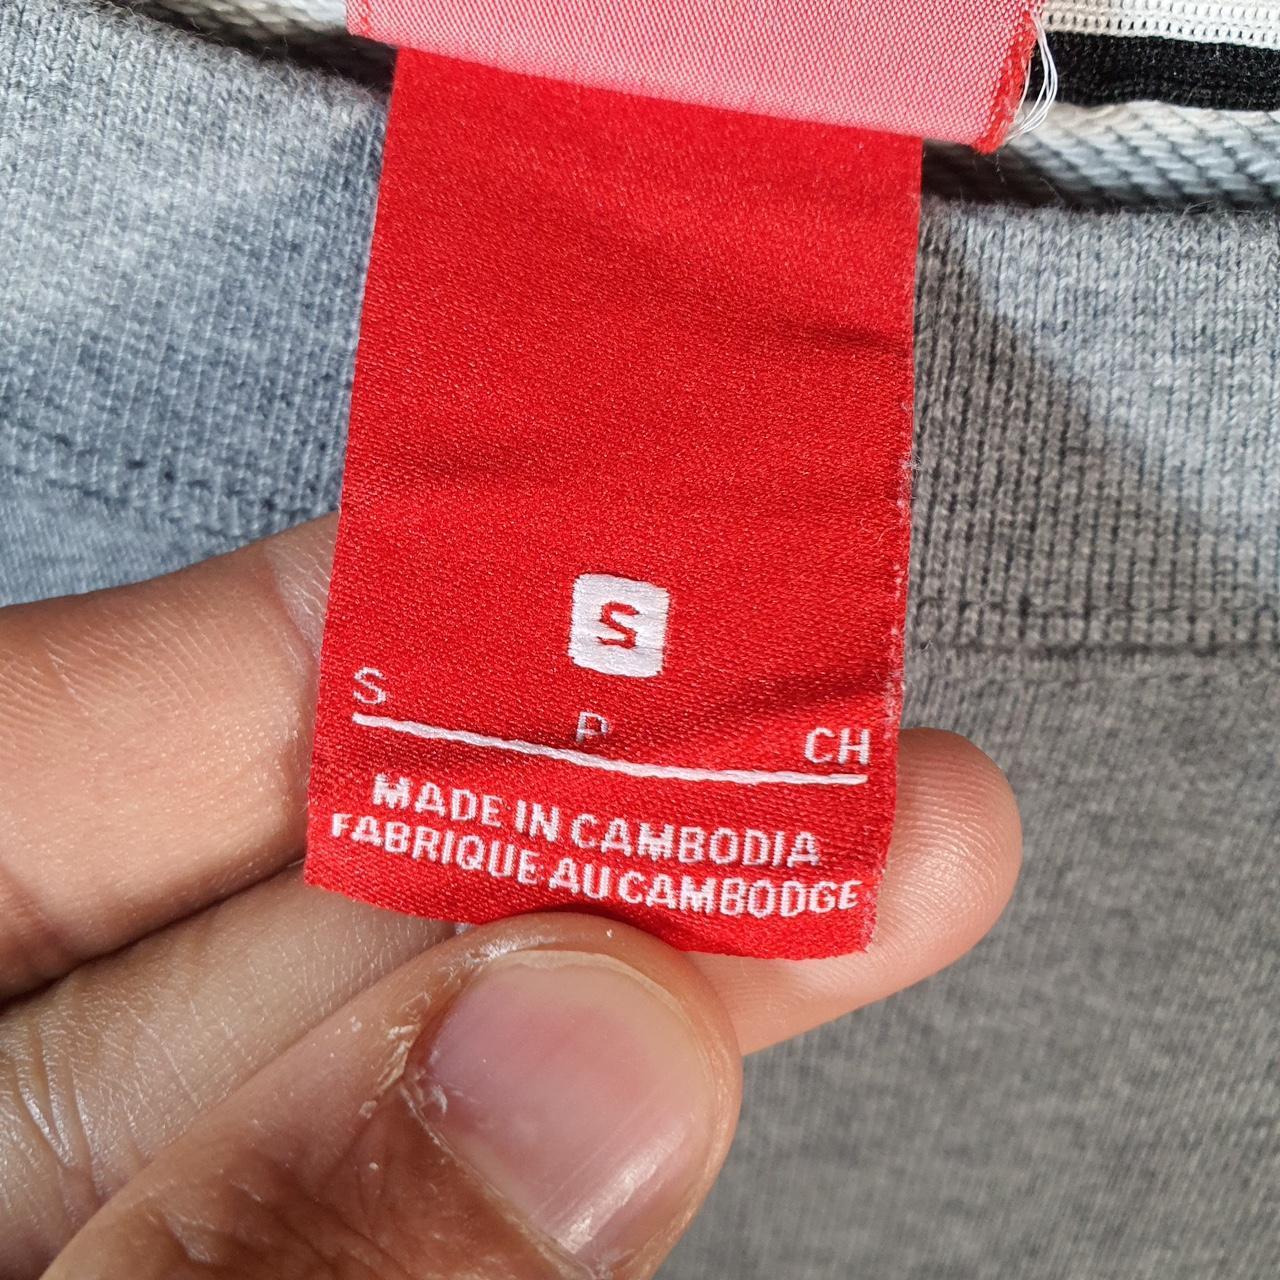 S
S P CH
MADE IN CAMBODIA
FABRIQUE AU CAMBODGE